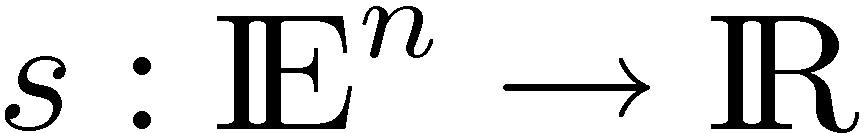 s : 𝔼ⁿ → ℝ